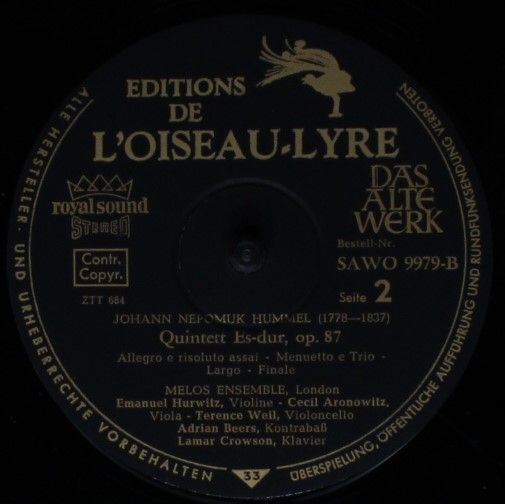 EDITIONS
DE
L'OISEAU-LYRE
royalsound
STEREO
DAS
ALTE
WERK
Contr.
Copyr.
ZTT 684
Bestell-Nr.
SAWO 9979-B
Seite 2
JOHANN NEPOMUK HUMMEL (1778—1837)
Quintett Es-dur, op. 87
Allegro e risoluto assai - Menuetto e Trio -
Largo - Finale
MELOS ENSEMBLE, London
Emanuel Hurwitz, Violine - Cecil Aronowitz,
Viola - Terence Weil, Violoncello
Adrian Beers, Kontrabaß
Lamar Crowson, Klavier
33
ALLE HERSTELLER- UND URHEBERRECHTE VORBEHALTEN
ÜBERSPIELUNG, ÖFFENTLICHE AUFFÜHRUNG UND RUNDFUNKSENDUNG VERBOTEN